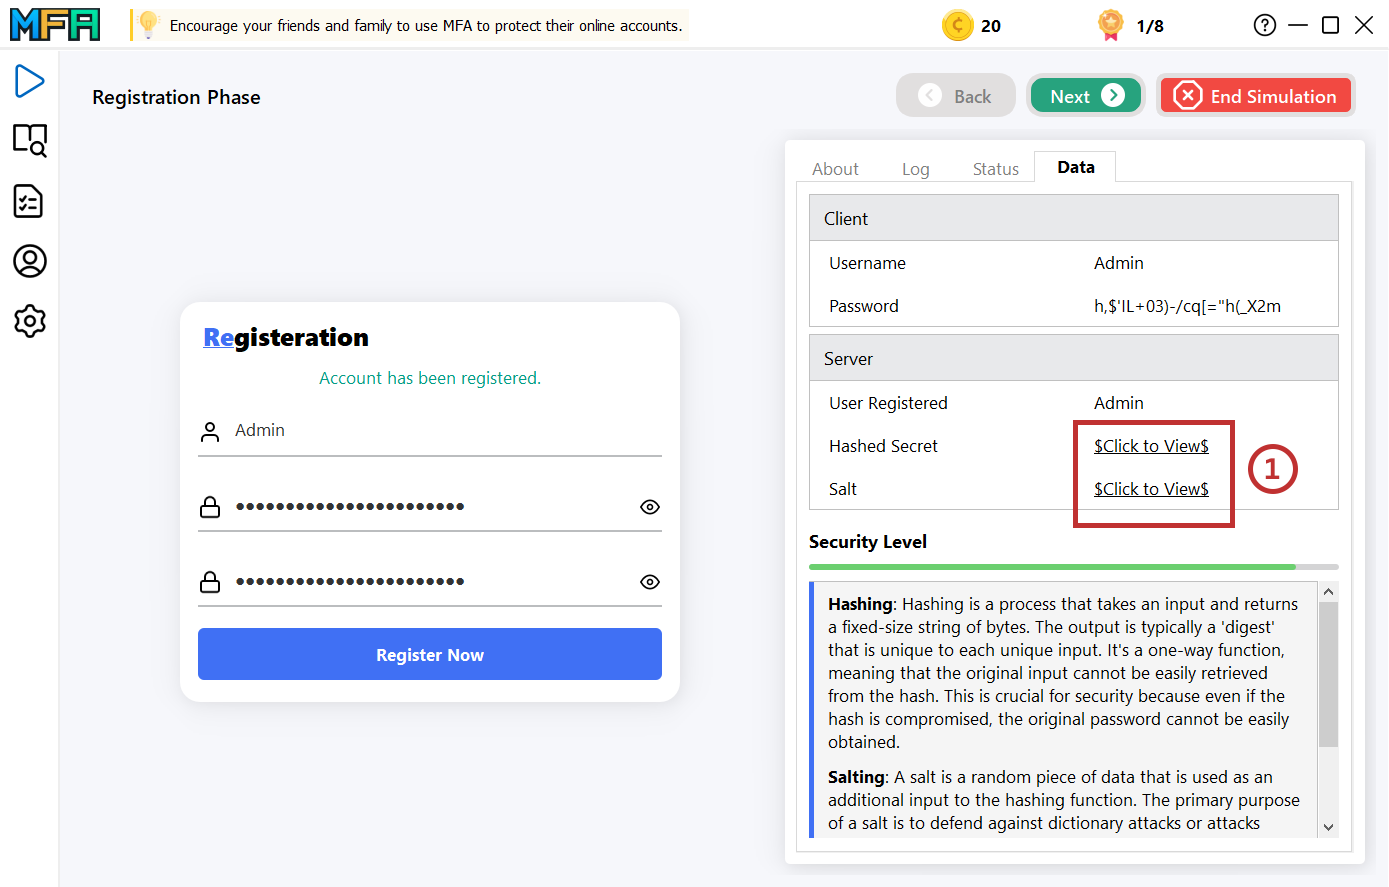 MFA
Encourage your friends and family to use MFA to protect their online accounts.
20
1/8
Registration Phase
Back
Next
End Simulation
Registeration
Account has been registered.
Admin
Register Now
About
Log
Status
Data
Client
Username Admin
Password h,$'IL+03)-/cq[="h(_X2m
Server
User Registered Admin
Hashed Secret $Click to View$
Salt $Click to View$
1
Security Level
Hashing: Hashing is a process that takes an input and returns
a fixed-size string of bytes. The output is typically a 'digest'
that is unique to each unique input. It's a one-way function,
meaning that the original input cannot be easily retrieved
from the hash. This is crucial for security because even if the
hash is compromised, the original password cannot be easily
obtained.
Salting: A salt is a random piece of data that is used as an
additional input to the hashing function. The primary purpose
of a salt is to defend against dictionary attacks or attacks